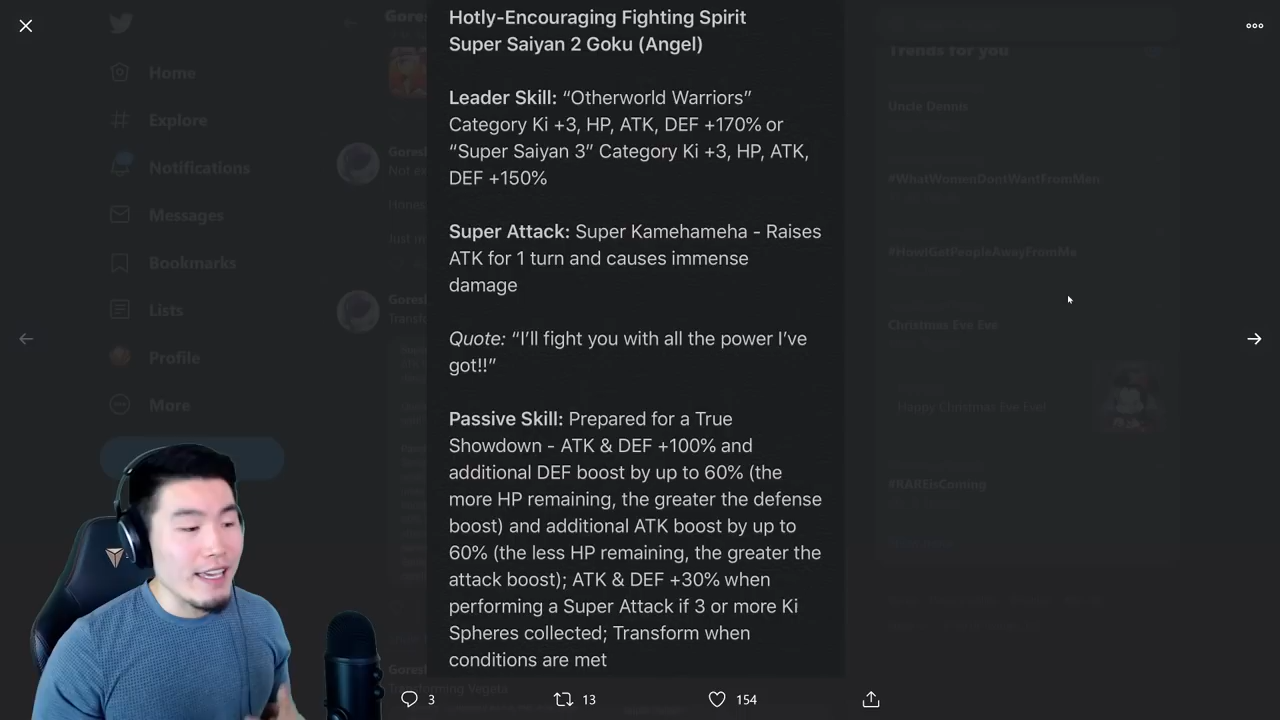 Hotly-Encouraging Fighting Spirit
Super Saiyan 2 Goku (Angel)
Leader Skill: “Otherworld Warriors”
Category Ki +3, HP, ATK, DEF +170% or
“Super Saiyan 3” Category Ki +3, HP, ATK,
DEF +150%
Super Attack: Super Kamehameha - Raises
ATK for 1 turn and causes immense
damage
Quote: “I’ll fight you with all the power I’ve
got!!”
Passive Skill: Prepared for a True
Showdown - ATK & DEF +100% and
additional DEF boost by up to 60% (the
more HP remaining, the greater the defense
boost) and additional ATK boost by up to
60% (the less HP remaining, the greater the
attack boost); ATK & DEF +30% when
performing a Super Attack if 3 or more Ki
Spheres collected; Transform when
conditions are met
3
13
154
Home
Explore
Notifications
Messages
Bookmarks
Lists
Profile
More
Trends for you
Uncle Dennis
#WhatWomenDontWantFromMen
#HowIGetPeopleAwayFromMe
Christmas Eve Eve
Happy Christmas Eve Eve!
#RAREisComing
Transforming Vegeta